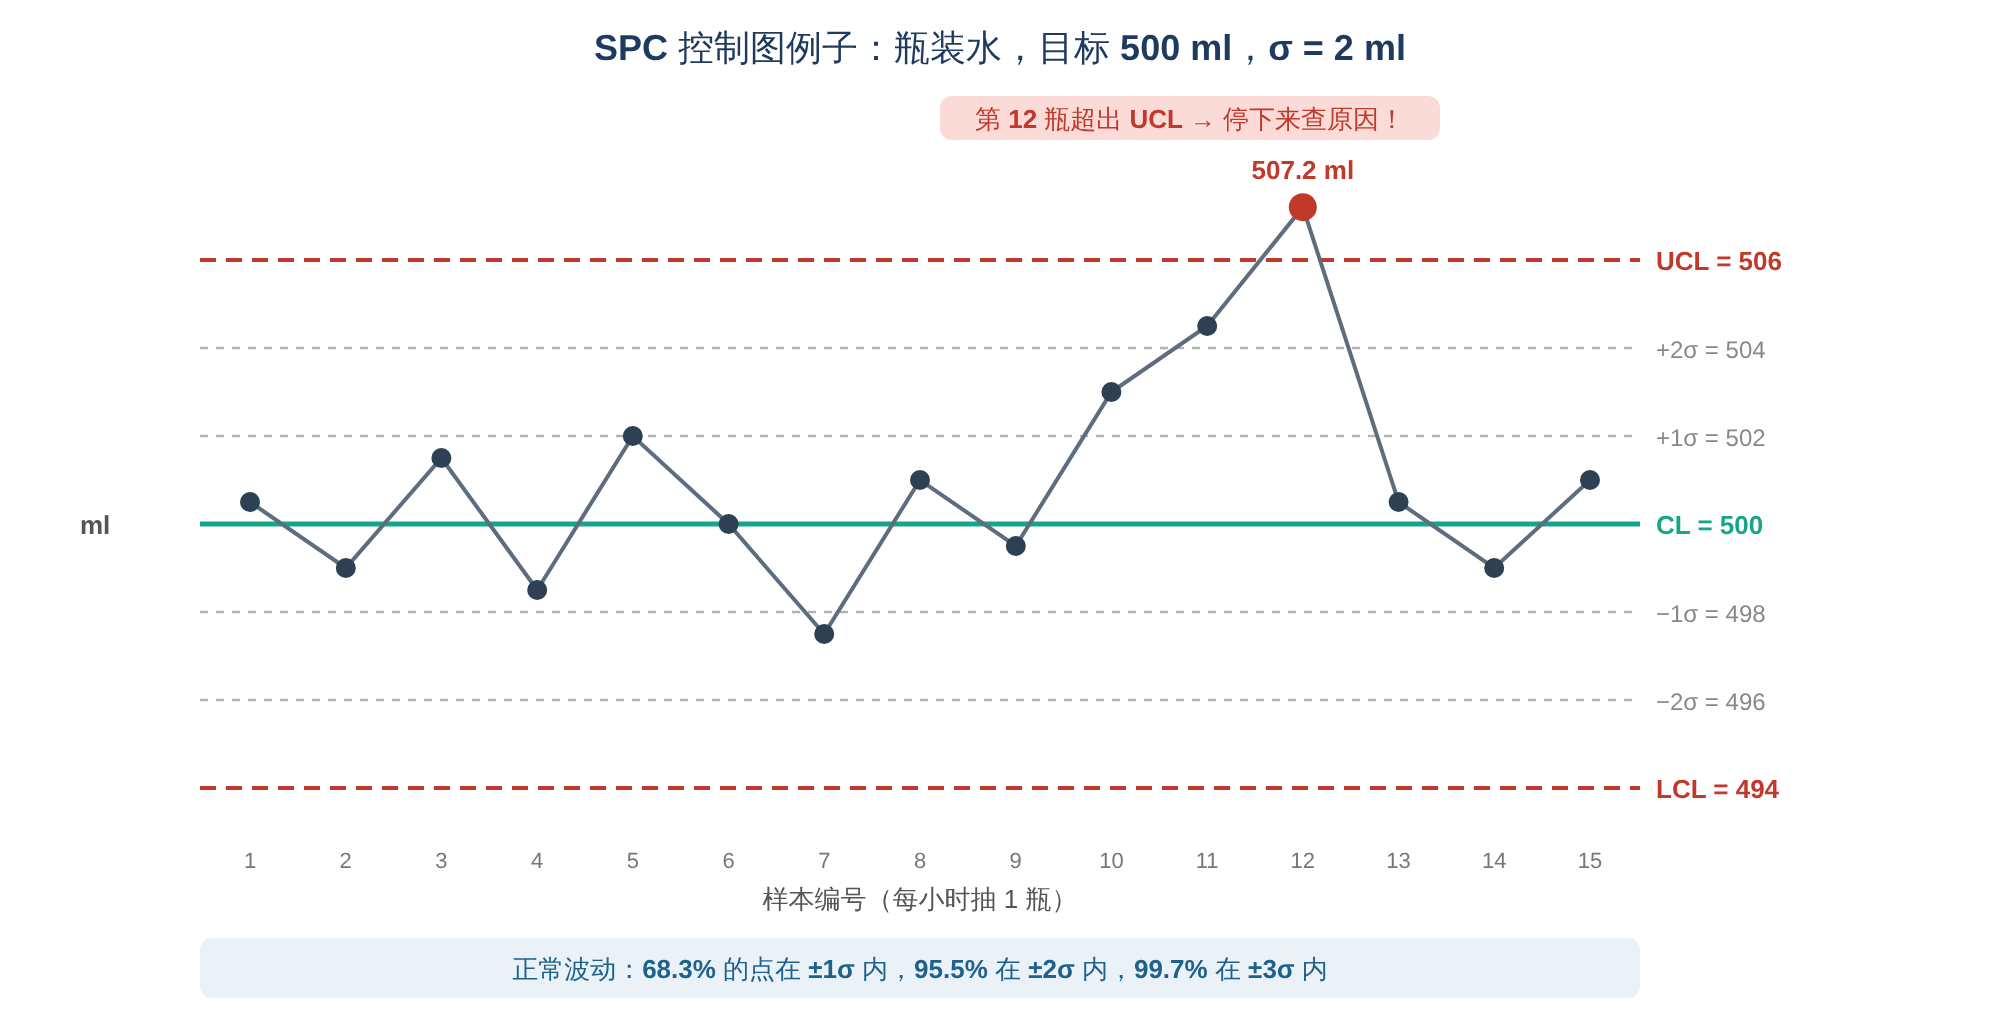 SPC 控制图例子：瓶装水，目标 500 ml，σ = 2 ml
第 12 瓶超出 UCL → 停下来查原因！
507.2 ml
UCL = 506
+2σ = 504
+1σ = 502
ml
CL = 500
−1σ = 498
−2σ = 496
LCL = 494
1 2 3 4 5 6 7 8 9 10 11 12 13 14 15
样本编号（每小时抽 1 瓶）
正常波动：68.3% 的点在 ±1σ 内，95.5% 在 ±2σ 内，99.7% 在 ±3σ 内